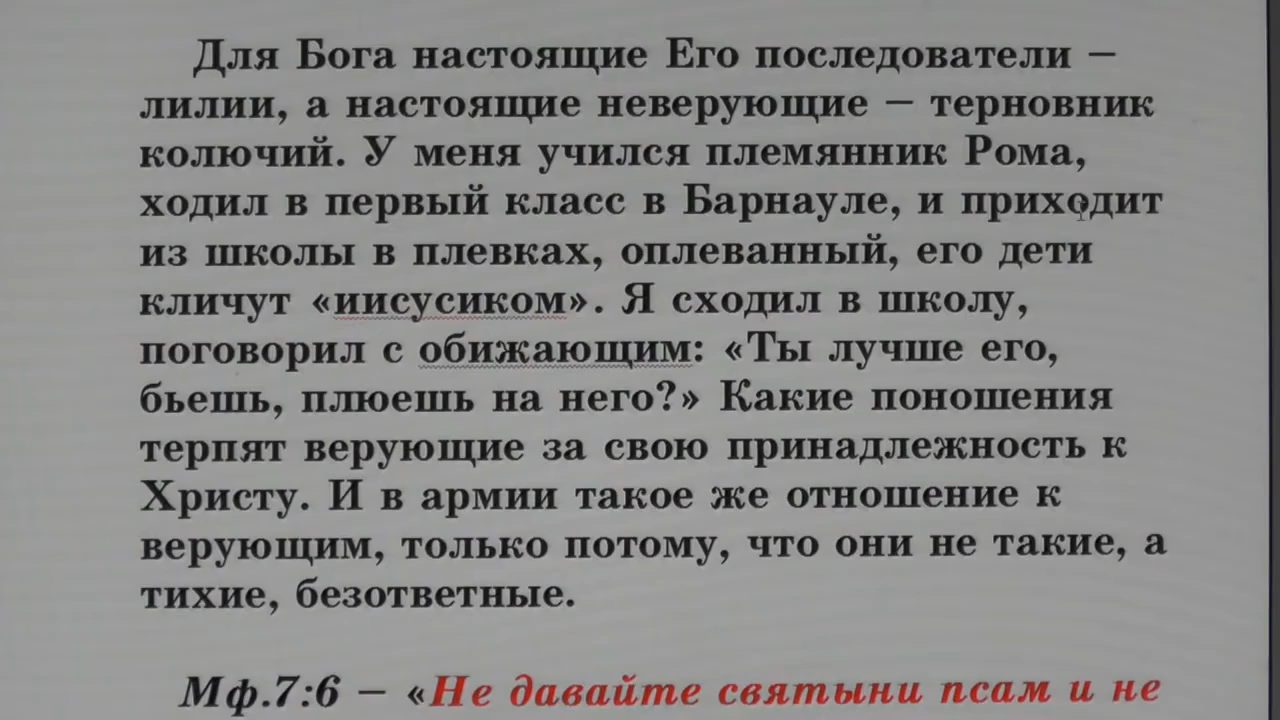 Для Бога настоящие Его последователи –
лилии, а настоящие неверующие – терновник
колючий. У меня учился племянник Рома,
ходил в первый класс в Барнауле, и приходит
из школы в плевках, оплеванный, его дети
кличут «иисусиком». Я сходил в школу,
поговорил с обижающим: «Ты лучше его,
бьешь, плюешь на него?» Какие поношения
терпят верующие за свою принадлежность к
Христу. И в армии такое же отношение к
верующим, только потому, что они не такие, а
тихие, безответные.
Мф.7:6 – «Не давайте святыни псам и не